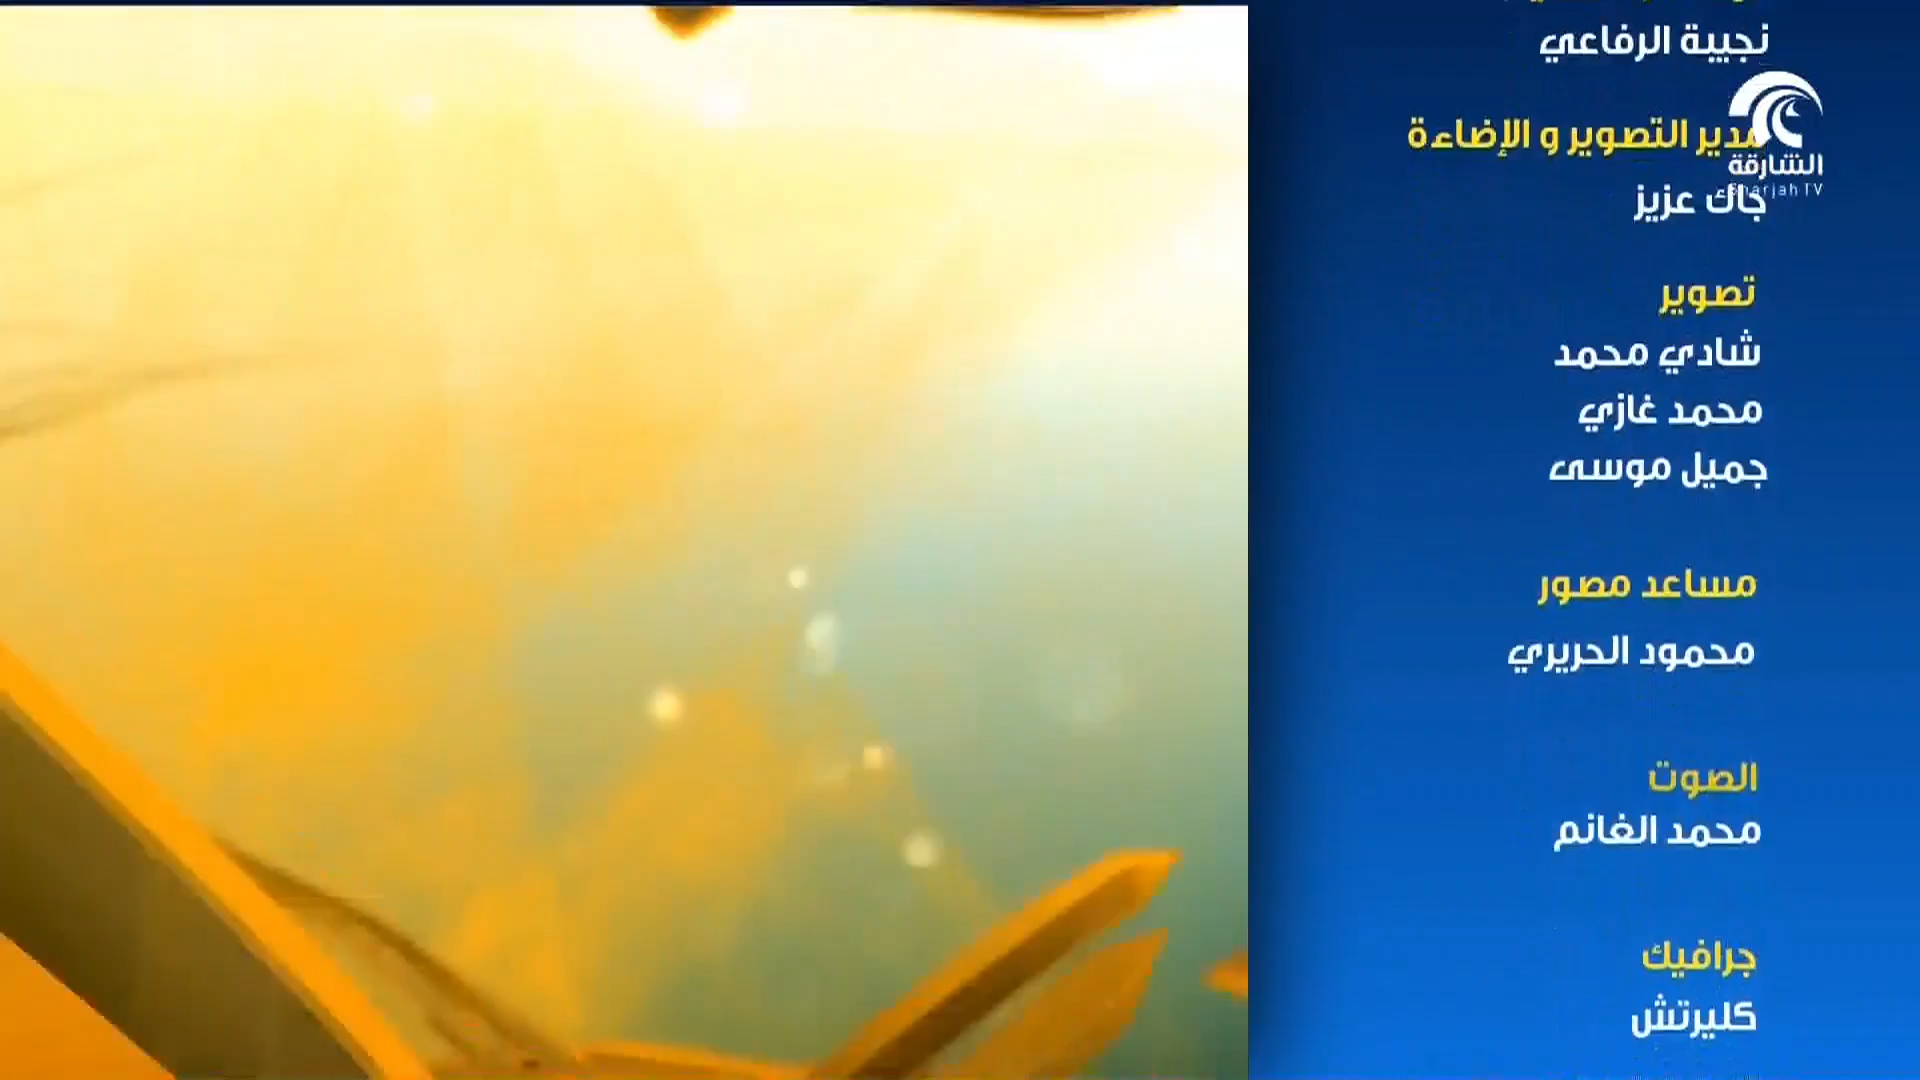 نجيبة الرفاعي
مدير التصوير و الإضاءة
الشارقة
Sharjah TV
جاك عزيز
تصوير
شادي محمد
محمد غازي
جميل موسى
مساعد مصور
محمود الحريري
الصوت
محمد الغانم
جرافيك
كليرتش